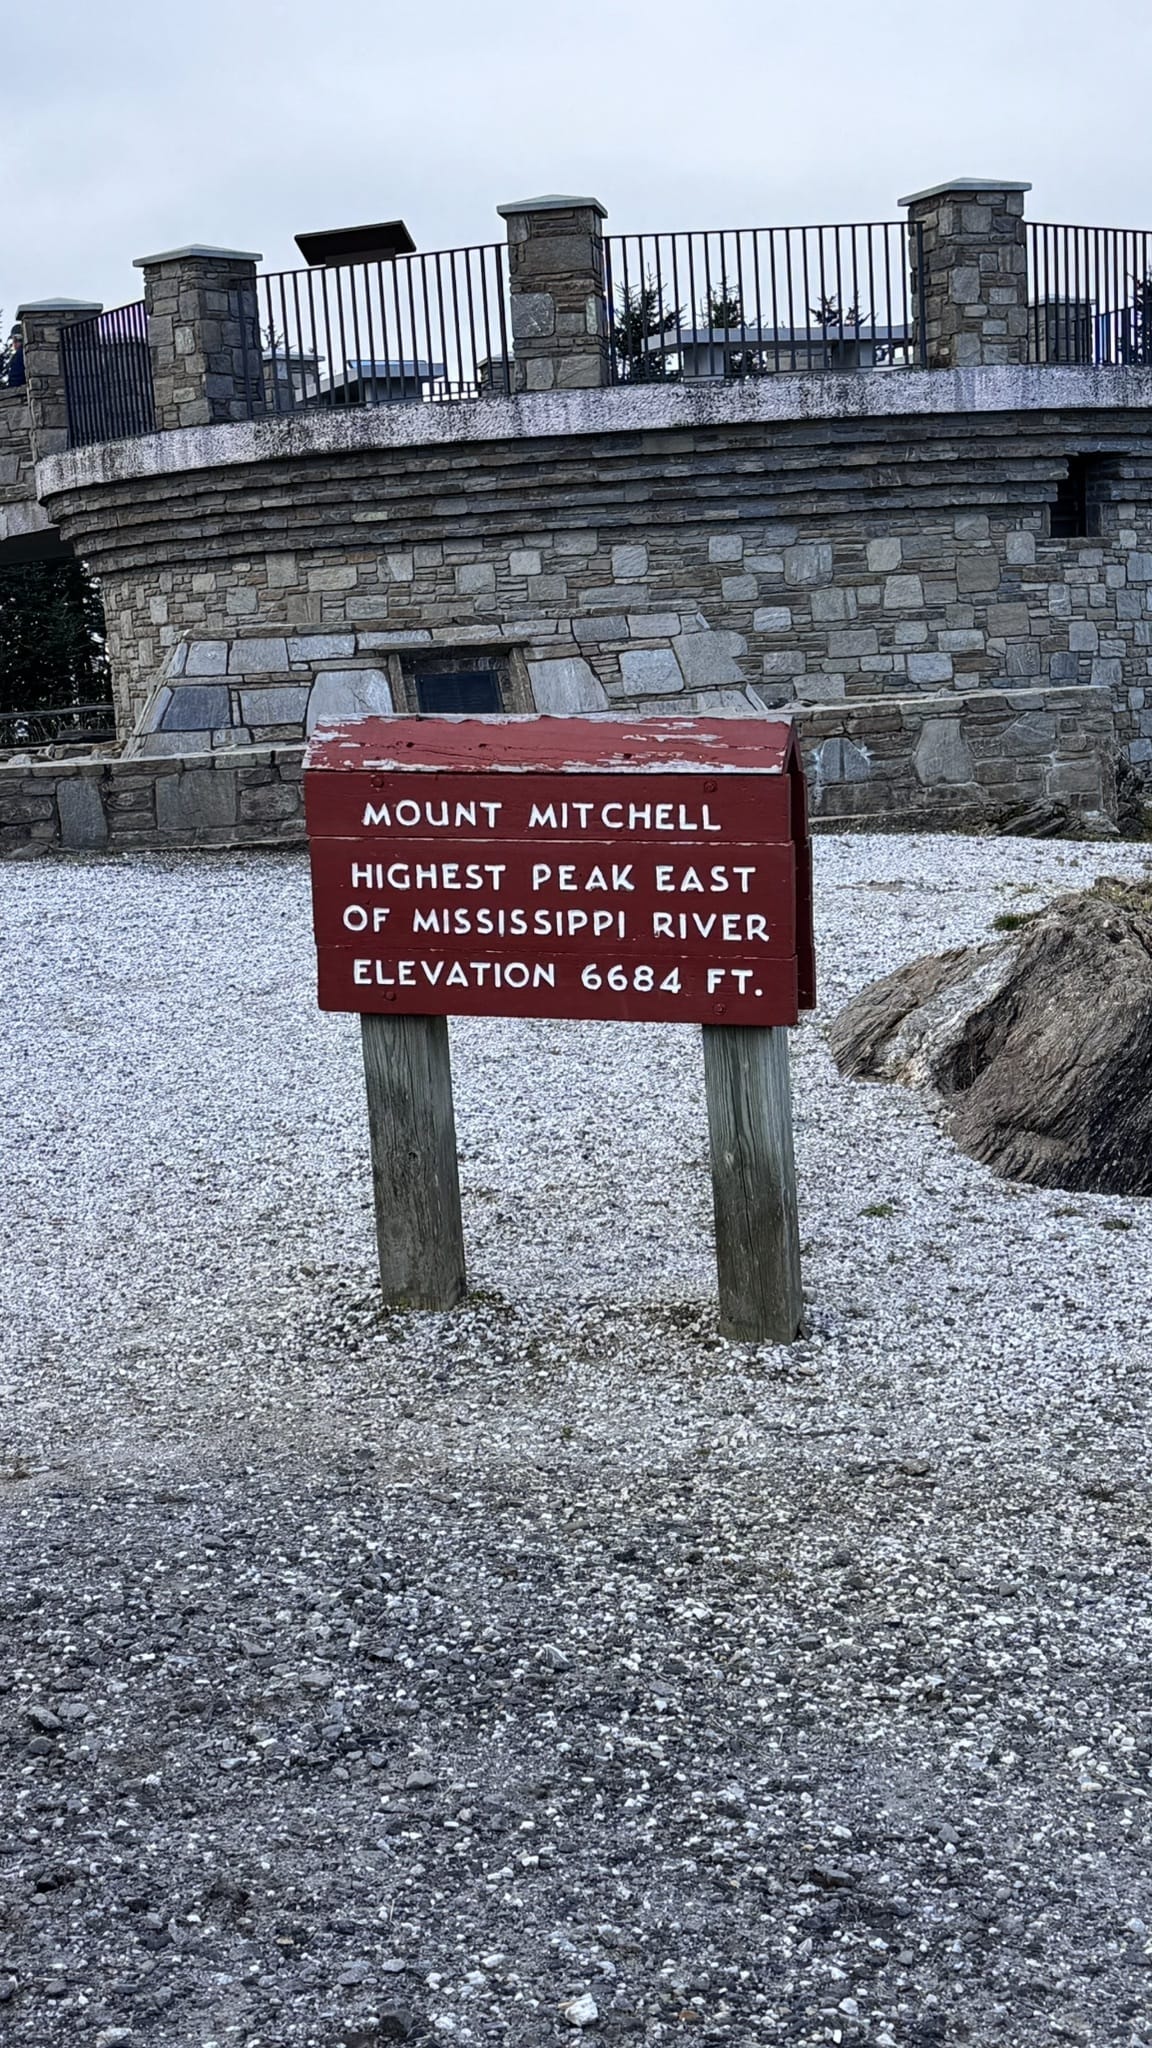 MOUNT MITCHELL
HIGHEST PEAK EAST
OF MISSISSIPPI RIVER
ELEVATION 6684 FT.